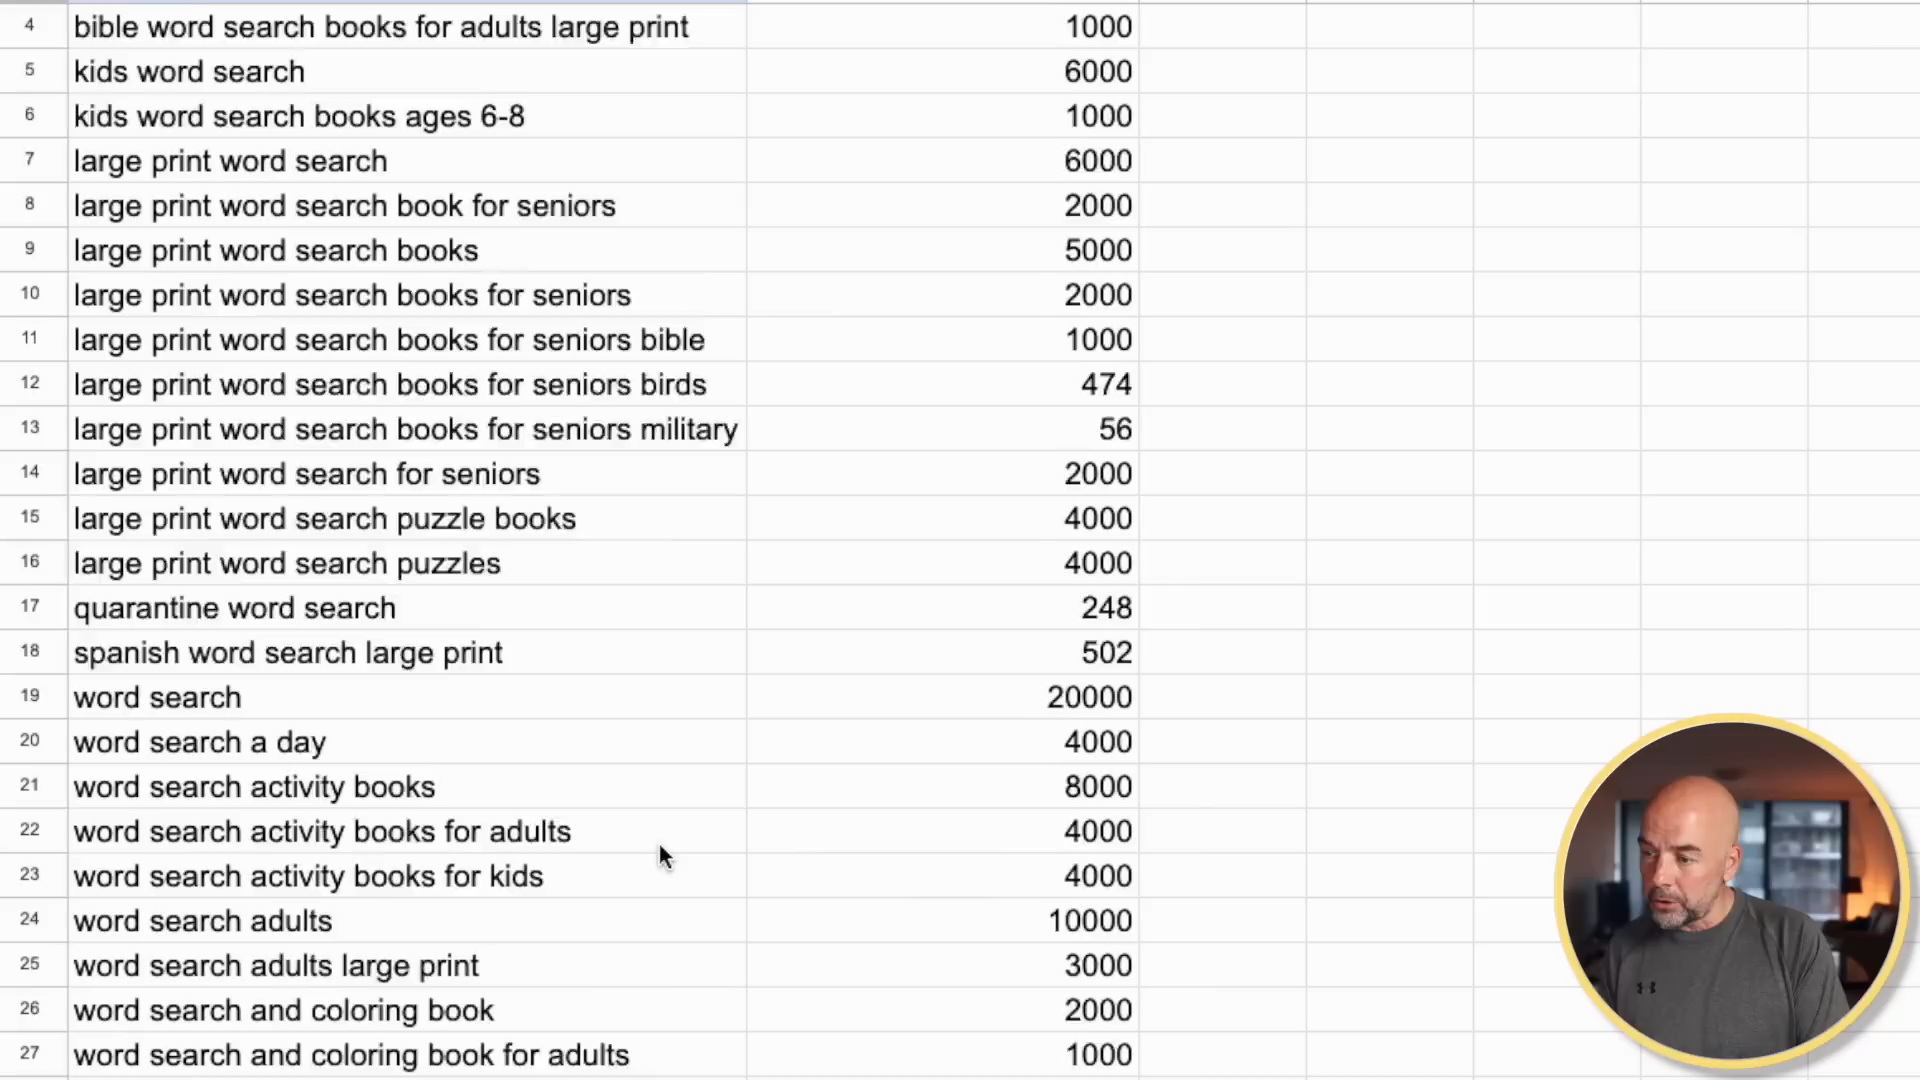 4 bible word search books for adults large print 1000
5 kids word search 6000
6 kids word search books ages 6-8 1000
7 large print word search 6000
8 large print word search book for seniors 2000
9 large print word search books 5000
10 large print word search books for seniors 2000
11 large print word search books for seniors bible 1000
12 large print word search books for seniors birds 474
13 large print word search books for seniors military 56
14 large print word search for seniors 2000
15 large print word search puzzle books 4000
16 large print word search puzzles 4000
17 quarantine word search 248
18 spanish word search large print 502
19 word search 20000
20 word search a day 4000
21 word search activity books 8000
22 word search activity books for adults 4000
23 word search activity books for kids 4000
24 word search adults 10000
25 word search adults large print 3000
26 word search and coloring book 2000
27 word search and coloring book for adults 1000